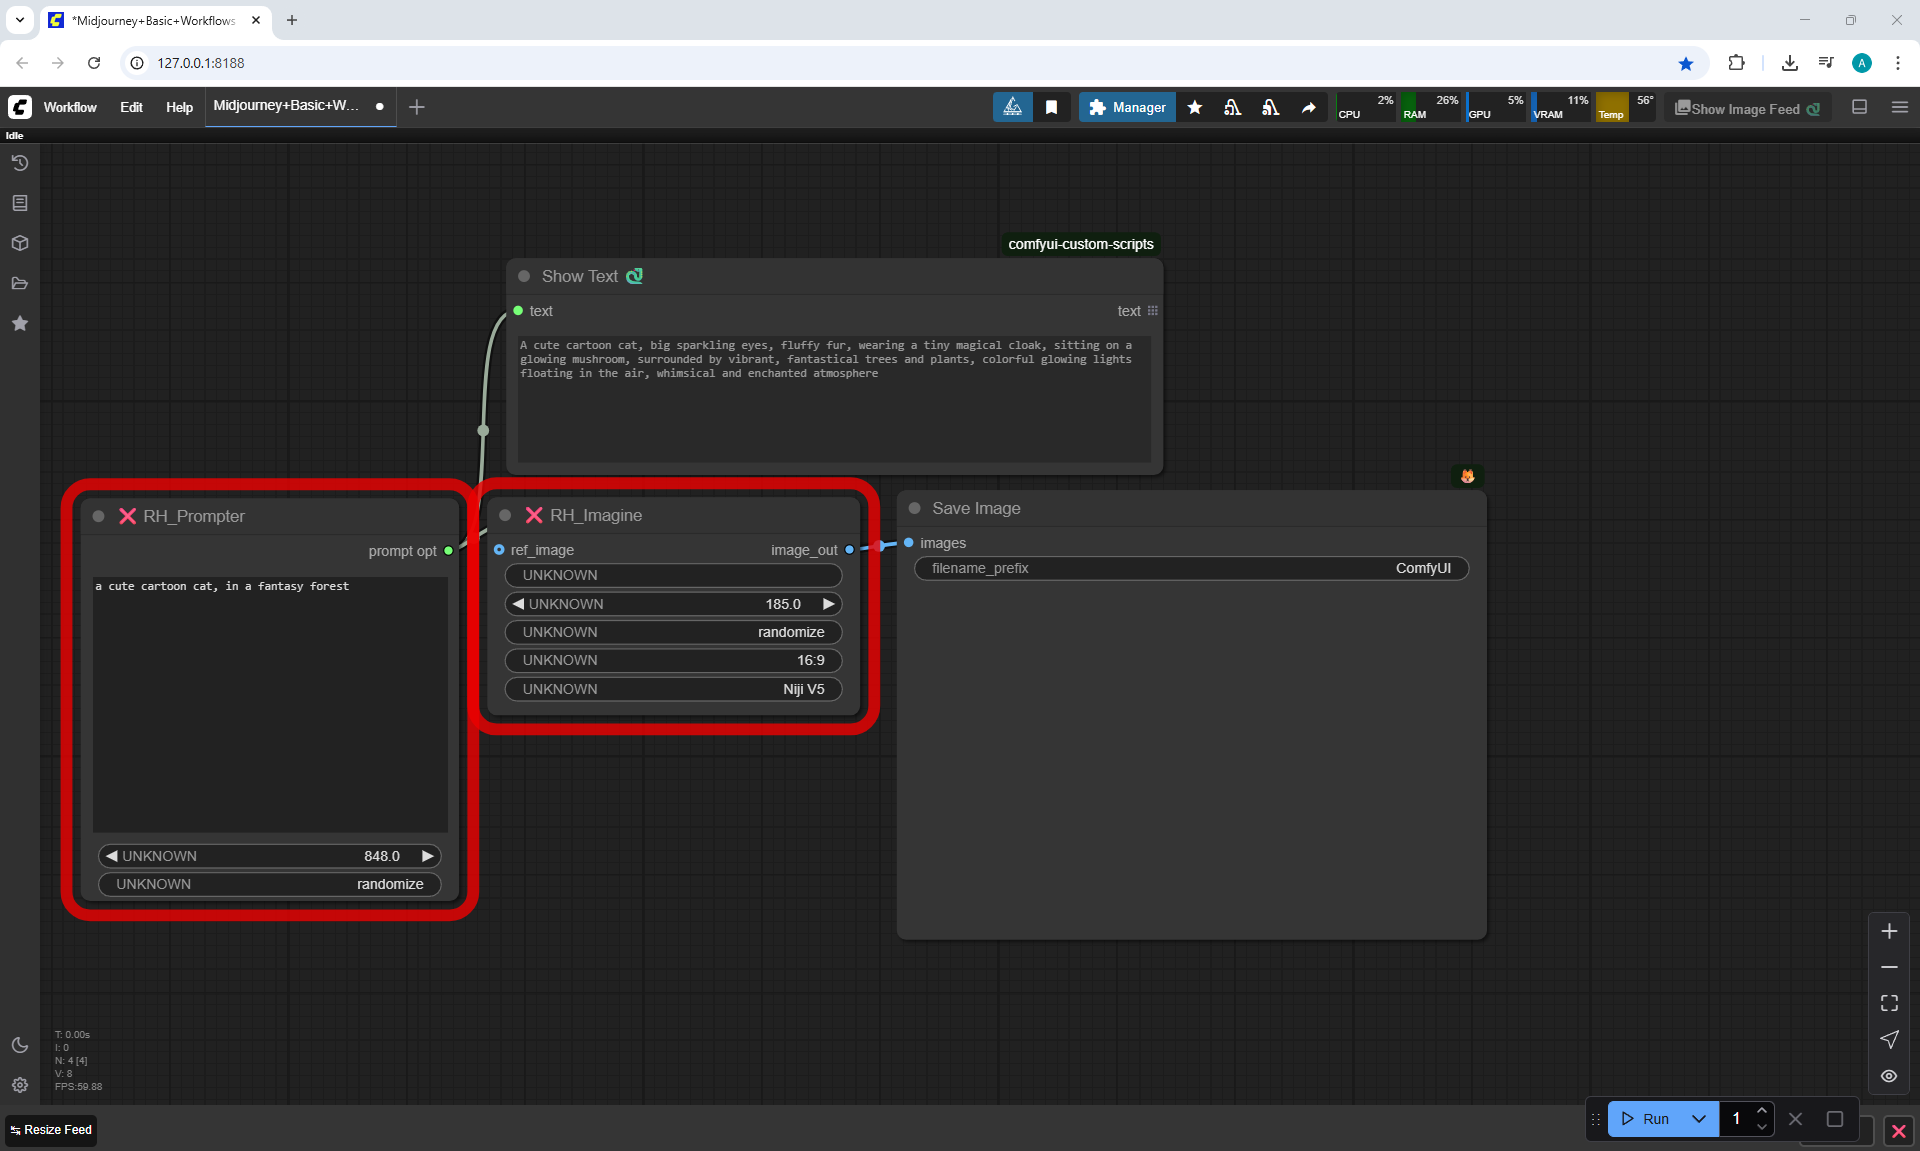 *Midjourney+Basic+Workflows
127.0.0.1:8188
A
Workflow
Edit
Help
Midjourney+Basic+W...
Manager
CPU
2%
RAM
26%
GPU
5%
VRAM
11%
Temp
56°
Show Image Feed
Idle
comfyui-custom-scripts
Show Text
text
text
A cute cartoon cat, big sparkling eyes, fluffy fur, wearing a tiny magical cloak, sitting on a
glowing mushroom, surrounded by vibrant, fantastical trees and plants, colorful glowing lights
floating in the air, whimsical and enchanted atmosphere
RH_Prompter
prompt opt
a cute cartoon cat, in a fantasy forest
UNKNOWN 848.0
UNKNOWN randomize
RH_Imagine
ref_image
image_out
UNKNOWN
UNKNOWN 185.0
UNKNOWN randomize
UNKNOWN 16:9
UNKNOWN Niji V5
Save Image
images
filename_prefix ComfyUI
T: 0.00s
I: 0
N: 4 [4]
V: 8
FPS:59.88
Resize Feed
Run
1